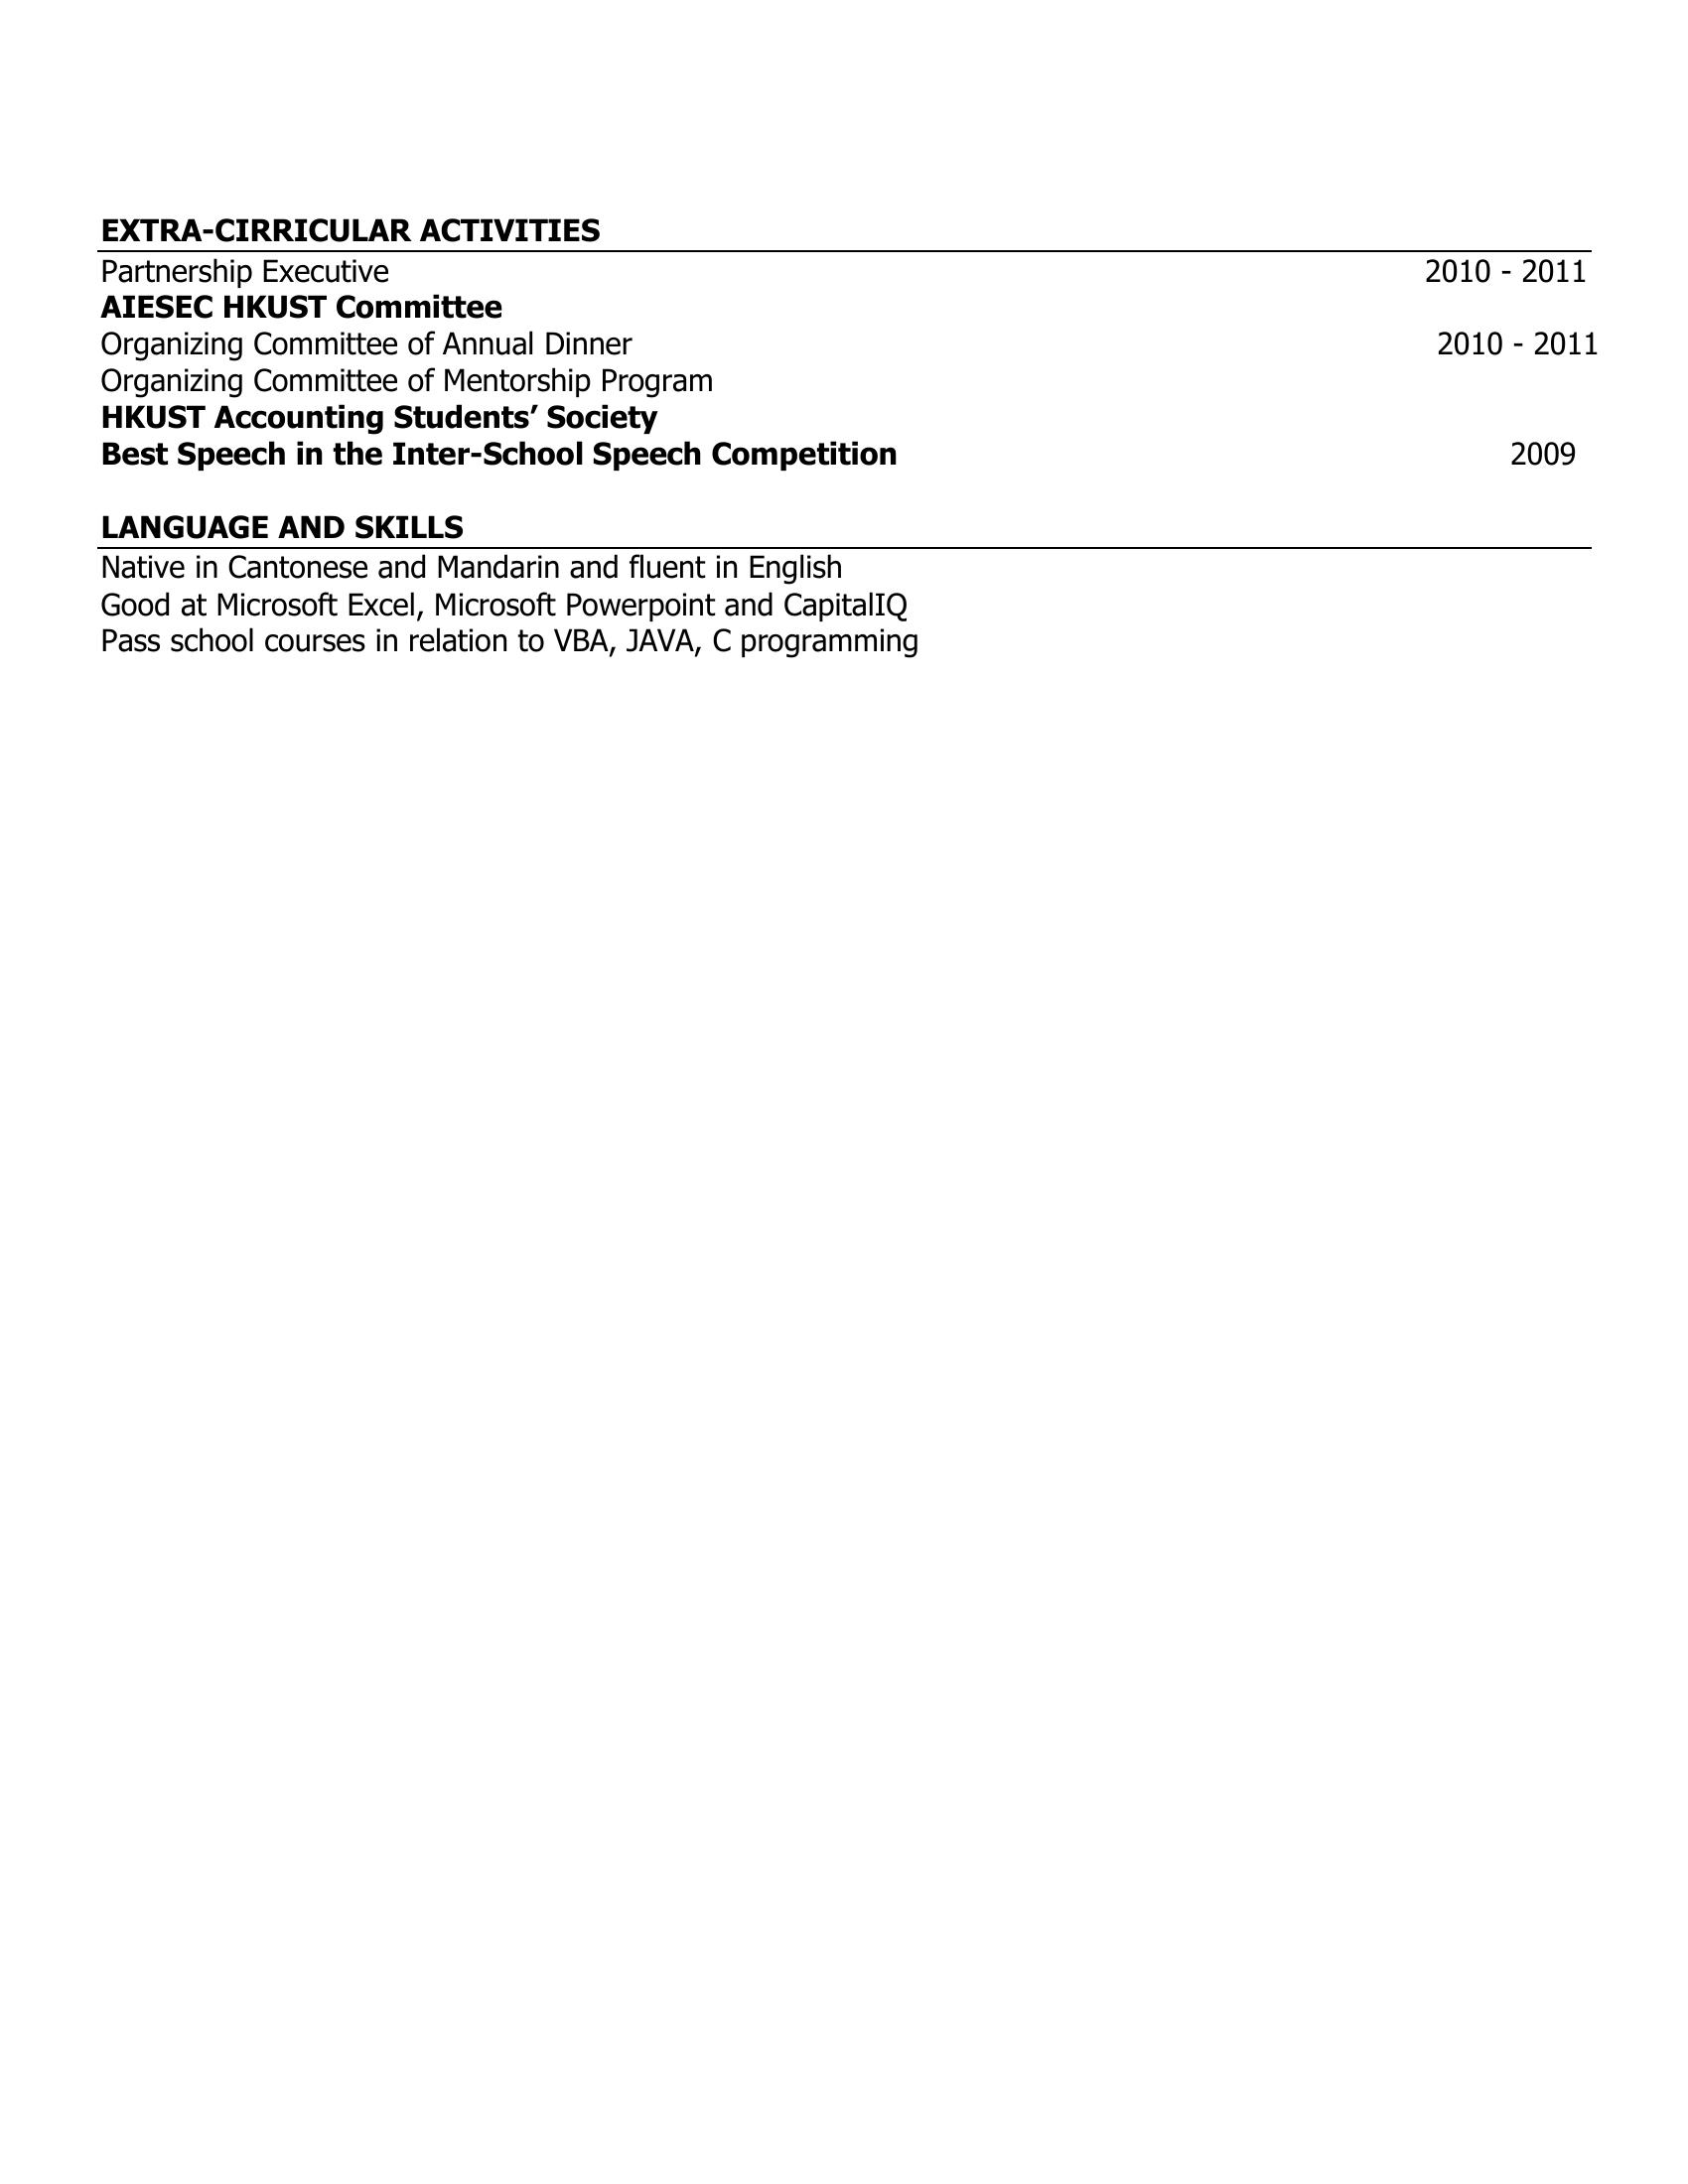 EXTRA-CIRRICULAR ACTIVITIES
Partnership Executive 2010 - 2011
AIESEC HKUST Committee
Organizing Committee of Annual Dinner 2010 - 2011
Organizing Committee of Mentorship Program
HKUST Accounting Students’ Society
Best Speech in the Inter-School Speech Competition 2009
LANGUAGE AND SKILLS
Native in Cantonese and Mandarin and fluent in English
Good at Microsoft Excel, Microsoft Powerpoint and CapitalIQ
Pass school courses in relation to VBA, JAVA, C programming